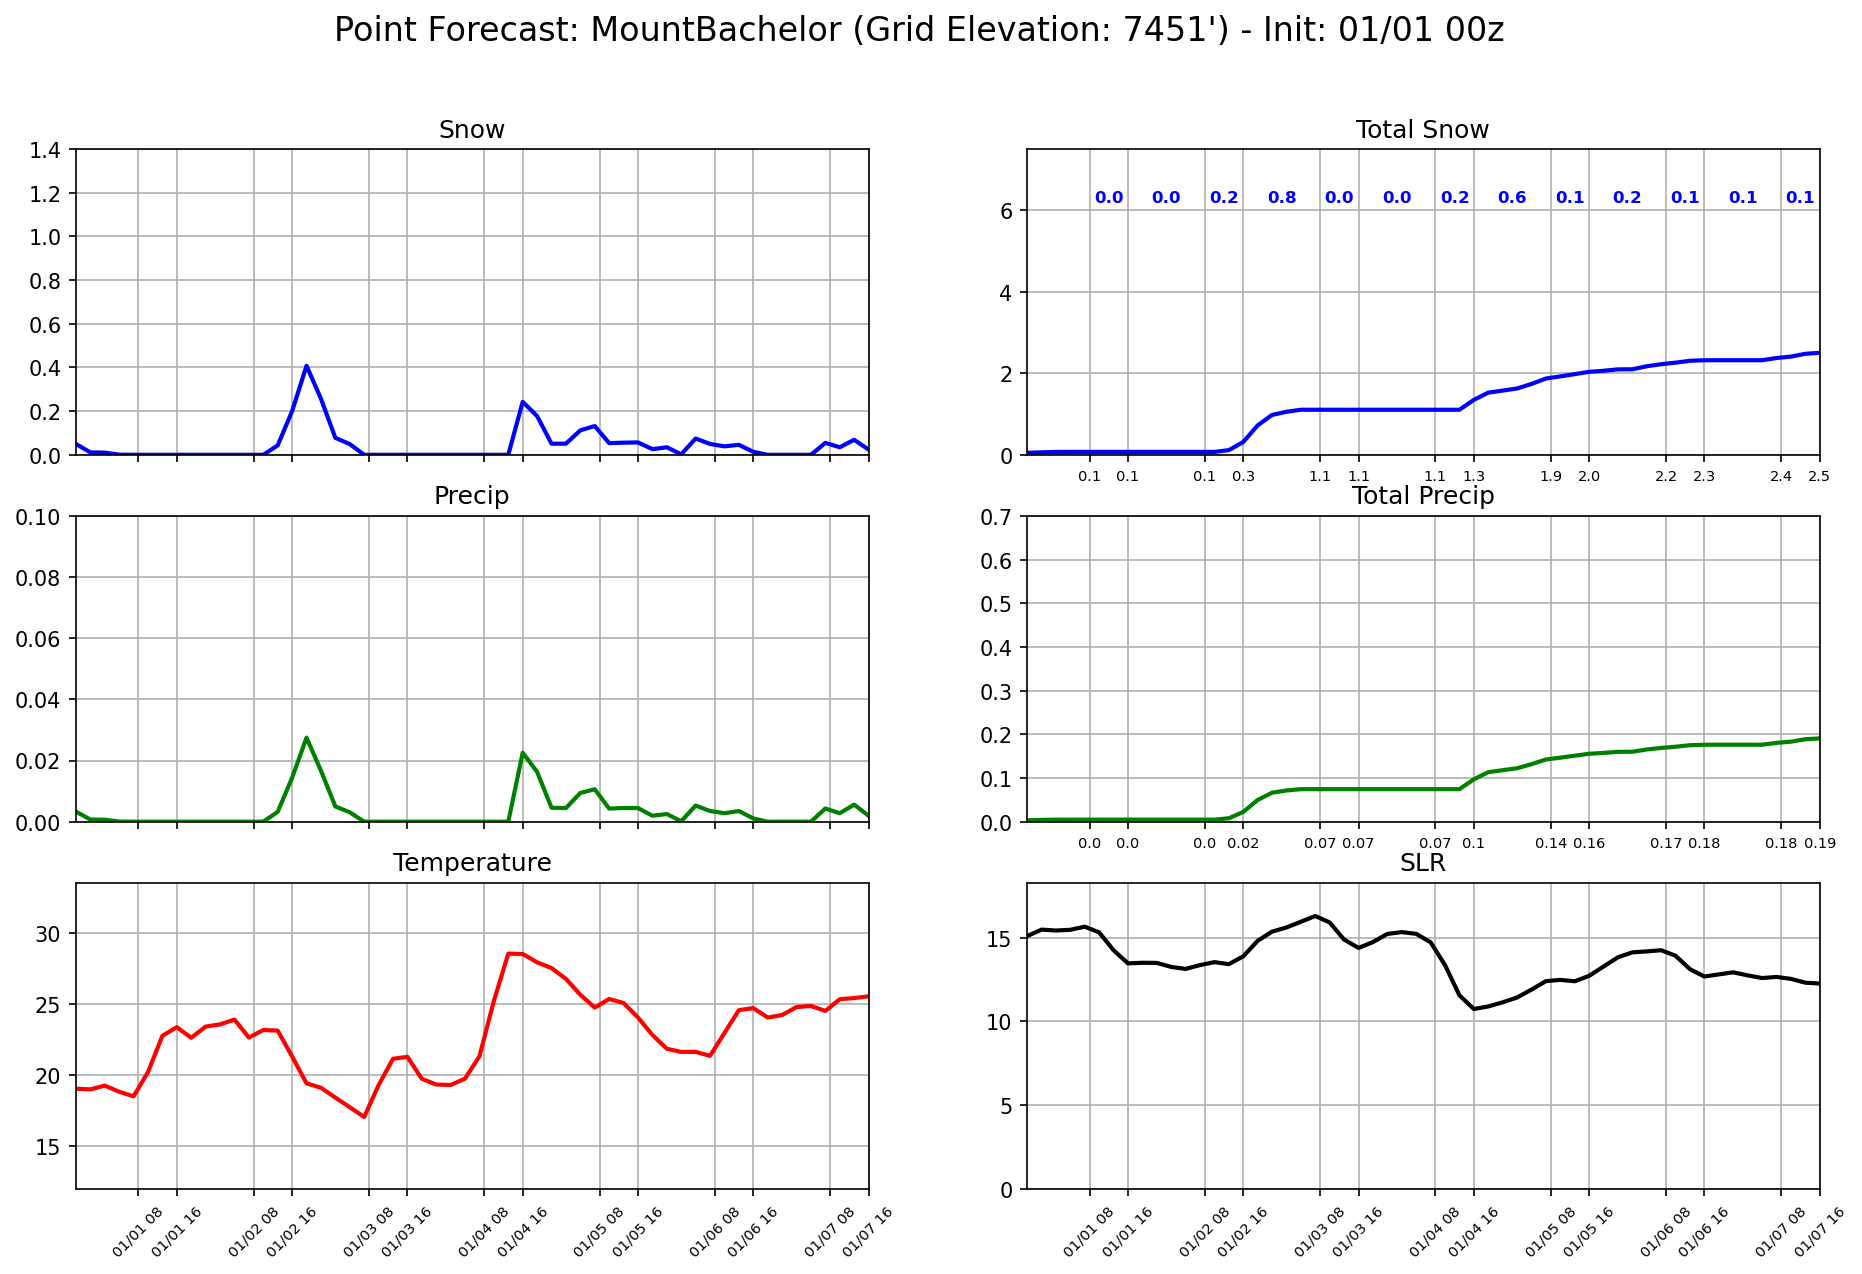 Point Forecast: MountBachelor (Grid Elevation: 7451') - Init: 01/01 00z
Snow
1.4
1.2
1.0
0.8
0.6
0.4
0.2
0.0
Total Snow
0.0 0.0 0.2 0.8 0.0 0.0 0.2 0.6 0.1 0.2 0.1 0.1 0.1
6
4
2
0
0.1 0.1 0.1 0.3 1.1 1.1 1.1 1.3 1.9 2.0 2.2 2.3 2.4 2.5
Precip
0.10
0.08
0.06
0.04
0.02
0.00
Total Precip
0.7
0.6
0.5
0.4
0.3
0.2
0.1
0.0
0.0 0.0 0.0 0.02 0.07 0.07 0.07 0.1 0.14 0.16 0.17 0.18 0.18 0.19
Temperature
30
25
20
15
01/01 08 01/01 16 01/02 08 01/02 16 01/03 08 01/03 16 01/04 08 01/04 16 01/05 08 01/05 16 01/06 08 01/06 16 01/07 08 01/07 16
SLR
15
10
5
0
01/01 08 01/01 16 01/02 08 01/02 16 01/03 08 01/03 16 01/04 08 01/04 16 01/05 08 01/05 16 01/06 08 01/06 16 01/07 08 01/07 16